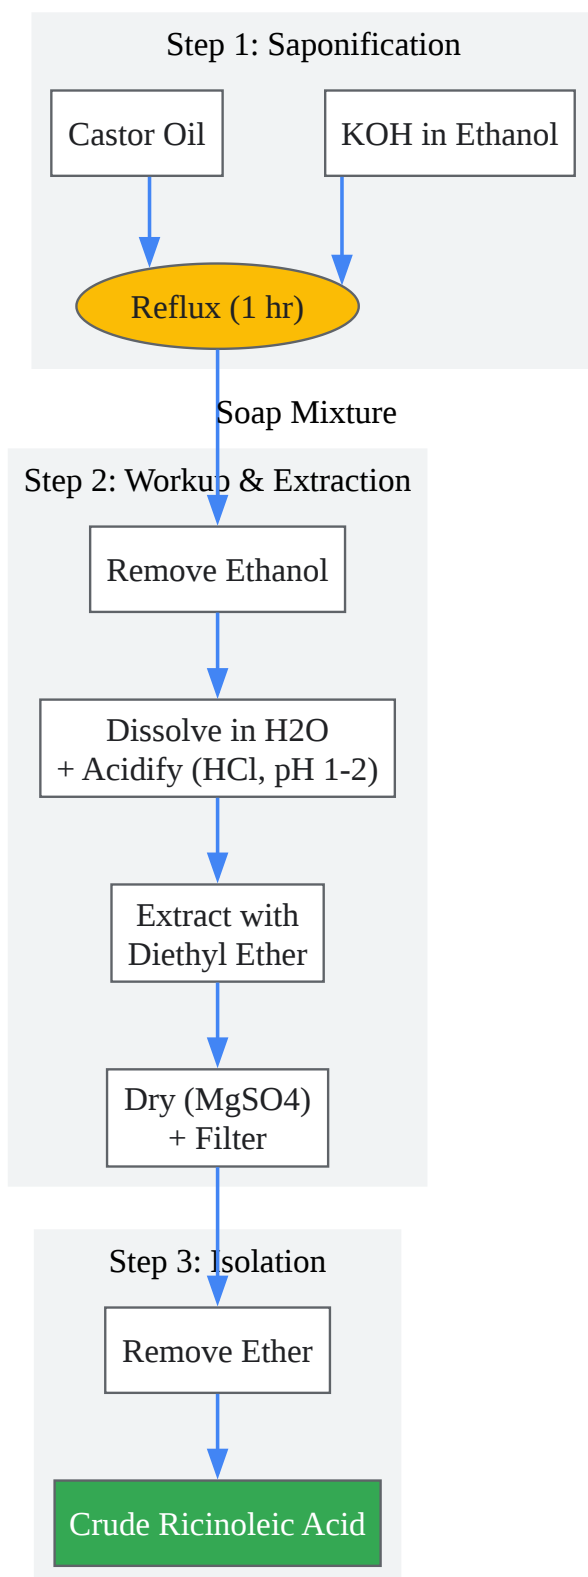 Step 1: Saponification
Castor Oil
KOH in Ethanol
Reflux (1 hr)
Soap Mixture
Step 2: Workup & Extraction
Remove Ethanol
Dissolve in H2O
+ Acidify (HCl, pH 1-2)
Extract with
Diethyl Ether
Dry (MgSO4)
+ Filter
Step 3: Isolation
Remove Ether
Crude Ricinoleic Acid